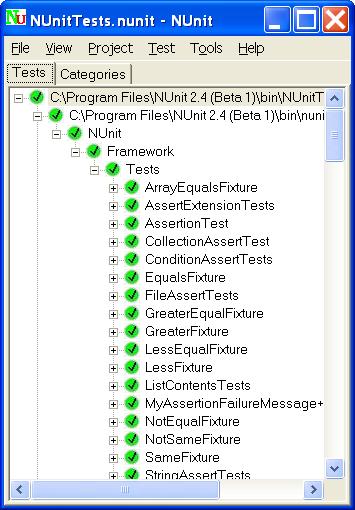 NUnitTests.nunit - NUnit
File View Project Test Tools Help
Tests Categories
C:\Program Files\NUnit 2.4 (Beta 1)\bin\NUnitT
C:\Program Files\NUnit 2.4 (Beta 1)\bin\nuni
NUnit
Framework
Tests
ArrayEqualsFixture
AssertExtensionTests
AssertionTest
CollectionAssertTest
ConditionAssertTests
EqualsFixture
FileAssertTests
GreaterEqualFixture
GreaterFixture
LessEqualFixture
LessFixture
ListContentsTests
MyAssertionFailureMessage+
NotEqualFixture
NotSameFixture
SameFixture
StringAssertTests